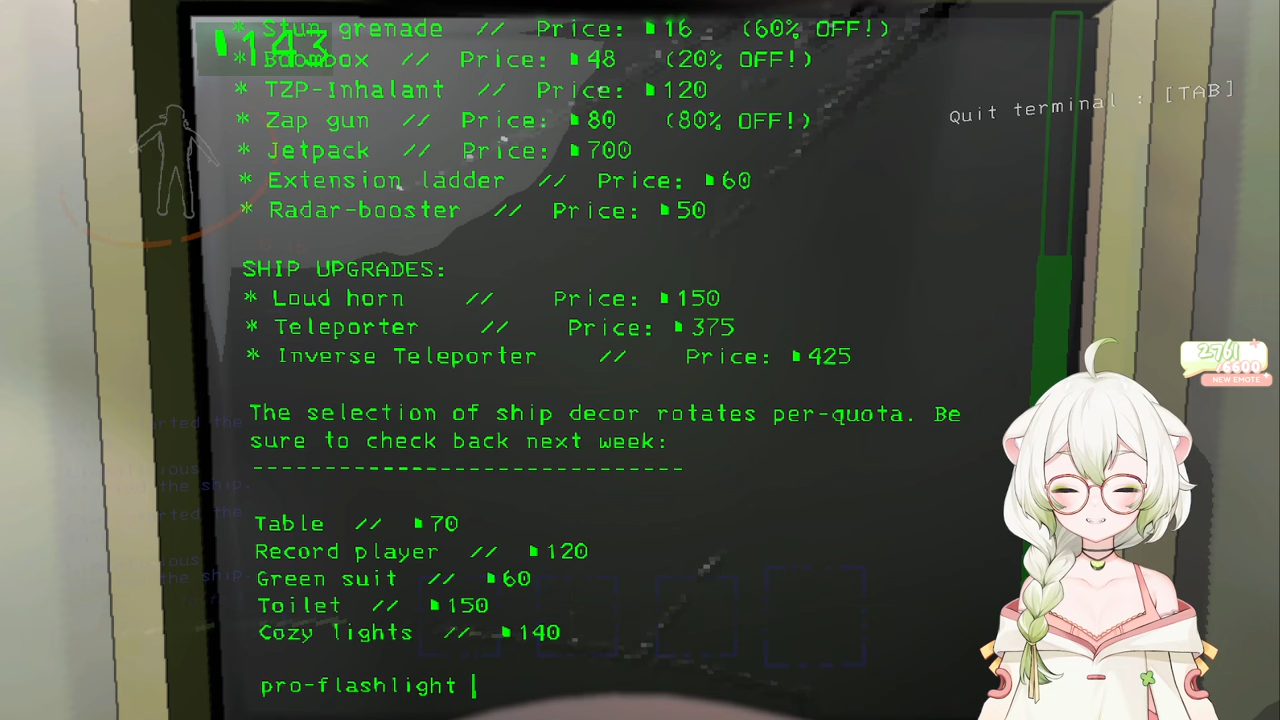 * Stun grenade // Price: 16 (60% OFF!)
143
* Boombox // Price: 48 (20% OFF!)
* TZP-Inhalant // Price: 120
* Zap gun // Price: 80 (80% OFF!)
Quit terminal : [TAB]
* Jetpack // Price: 700
* Extension ladder // Price: 60
* Radar-booster // Price: 50
SHIP UPGRADES:
* Loud horn // Price: 150
* Teleporter // Price: 375
* Inverse Teleporter // Price: 425
2761
/6600
NEW EMOTE
The selection of ship decor rotates per-quota. Be
sure to check back next week:
------------------------------
Table // 70
Record player // 120
Green suit // 60
Toilet // 150
Cozy lights // 140
pro-flashlight